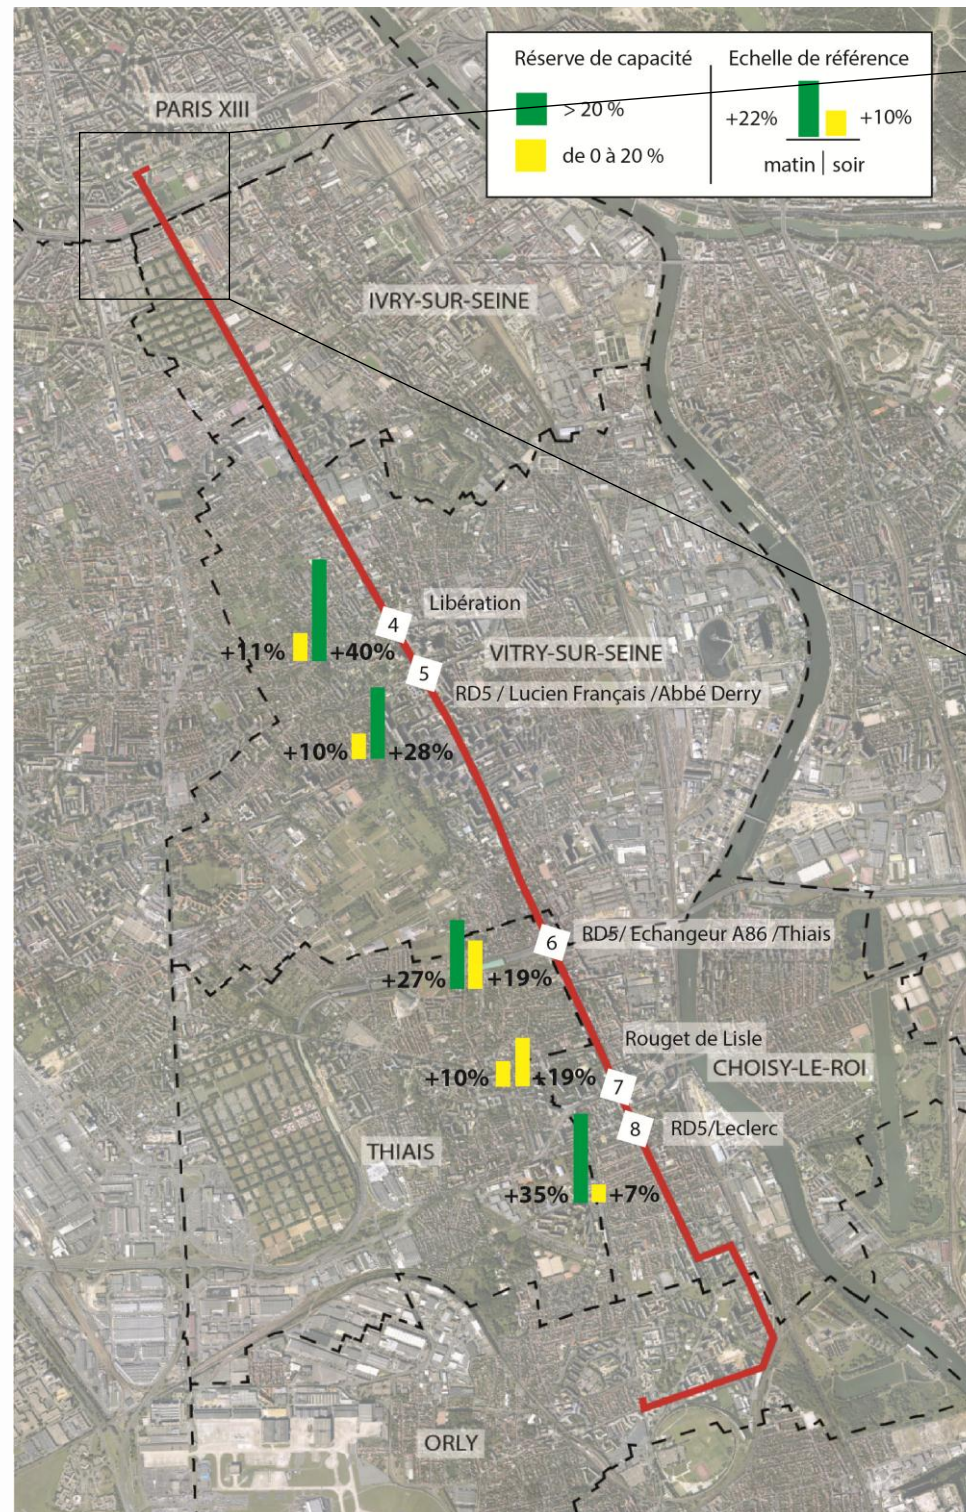 Réserve de capacité
> 20 %
de 0 à 20 %
Echelle de référence
+22%
+10%
matin | soir
PARIS XIII
IVRY-SUR-SEINE
4
Libération
+11%
+40%
VITRY-SUR-SEINE
5
RD5 / Lucien Français /Abbé Derry
+10%
+28%
6
RD5/ Echangeur A86 /Thiais
+27%
+19%
Rouget de Lisle
CHOISY-LE-ROI
7
+10%
+19%
8
RD5/Leclerc
THIAIS
+35%
+7%
ORLY